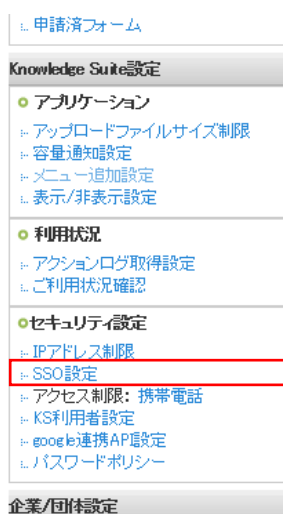 申請済フォーム
Knowledge Suite設定
アプリケーション
アップロードファイルサイズ制限
容量通知設定
メニュー追加設定
表示/非表示設定
利用状況
アクションログ取得設定
ご利用状況確認
セキュリティ設定
IPアドレス制限
SSO設定
アクセス制限: 携帯電話
KS利用者設定
google連携API設定
パスワードポリシー
企業/団体設定